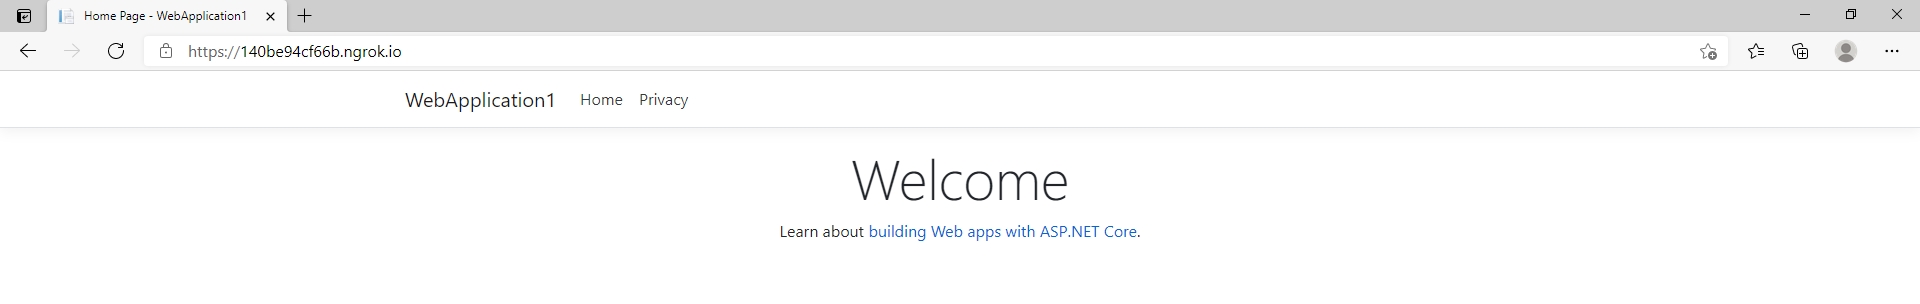 Home Page - WebApplication1
https://140be94cf66b.ngrok.io
WebApplication1 Home Privacy
Welcome
Learn about building Web apps with ASP.NET Core.